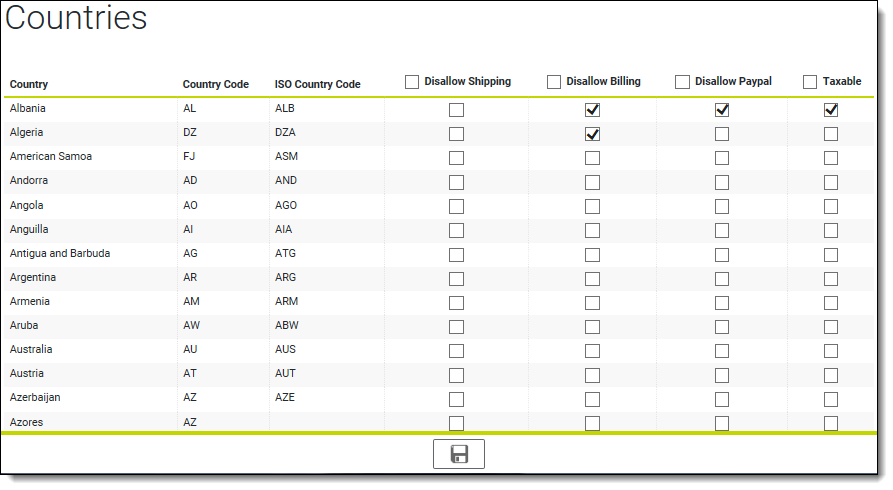 Countries
Country Country Code ISO Country Code Disallow Shipping Disallow Billing Disallow Paypal Taxable
Albania AL ALB
Algeria DZ DZA
American Samoa FJ ASM
Andorra AD AND
Angola AO AGO
Anguilla AI AIA
Antigua and Barbuda AG ATG
Argentina AR ARG
Armenia AM ARM
Aruba AW ABW
Australia AU AUS
Austria AT AUT
Azerbaijan AZ AZE
Azores AZ